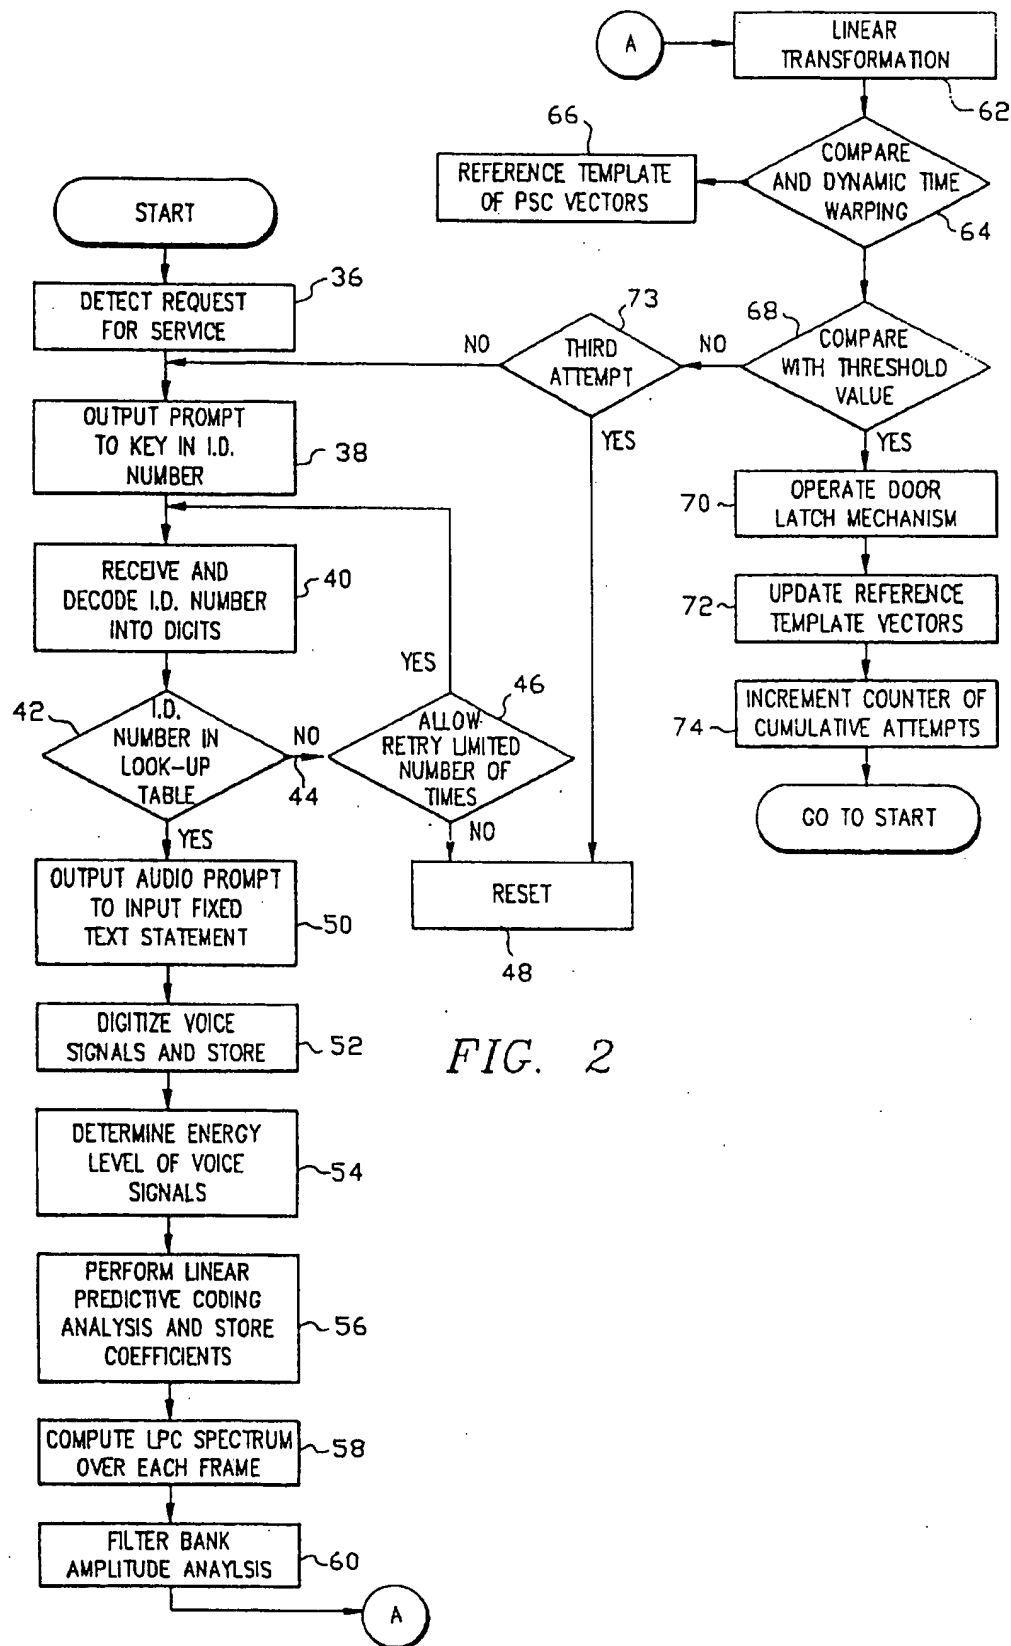 START
DETECT REQUEST
FOR SERVICE
36
OUTPUT PROMPT
TO KEY IN I.D.
NUMBER
38
RECEIVE AND
DECODE I.D. NUMBER
INTO DIGITS
40
42
I.D.
NUMBER IN
LOOK-UP
TABLE
NO
44
YES
YES
46
ALLOW
RETRY LIMITED
NUMBER OF
TIMES
NO
RESET
48
OUTPUT AUDIO PROMPT
TO INPUT FIXED
TEXT STATEMENT
50
DIGITIZE VOICE
SIGNALS AND STORE
52
DETERMINE ENERGY
LEVEL OF VOICE
SIGNALS
54
PERFORM LINEAR
PREDICTIVE CODING
ANALYSIS AND STORE
COEFFICIENTS
56
COMPUTE LPC SPECTRUM
OVER EACH FRAME
58
FILTER BANK
AMPLITUDE ANAYLSIS
60
A
A
LINEAR
TRANSFORMATION
62
COMPARE
AND DYNAMIC TIME
WARPING
64
66
REFERENCE TEMPLATE
OF PSC VECTORS
68
COMPARE
WITH THRESHOLD
VALUE
NO
73
THIRD
ATTEMPT
NO
YES
YES
70
OPERATE DOOR
LATCH MECHANISM
72
UPDATE REFERENCE
TEMPLATE VECTORS
74
INCREMENT COUNTER OF
CUMULATIVE ATTEMPTS
GO TO START
FIG. 2